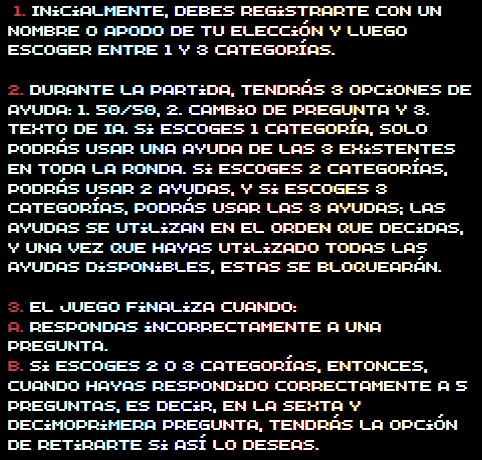 1. INICIALMENTE, DEBES REGISTRARTE CON UN
NOMBRE O APODO DE TU ELECCIÓN Y LUEGO
ESCOGER ENTRE 1 Y 3 CATEGORÍAS.
2. DURANTE LA PARTIDA, TENDRÁS 3 OPCIONES DE
AYUDA: 1. 50/50, 2. CAMBIO DE PREGUNTA Y 3.
TEXTO DE IA. SI ESCOGES 1 CATEGORÍA, SOLO
PODRÁS USAR UNA AYUDA DE LAS 3 EXISTENTES
EN TODA LA RONDA. SI ESCOGES 2 CATEGORÍAS,
PODRÁS USAR 2 AYUDAS, Y SI ESCOGES 3
CATEGORÍAS, PODRÁS USAR LAS 3 AYUDAS; LAS
AYUDAS SE UTILIZAN EN EL ORDEN QUE DECIDAS,
Y UNA VEZ QUE HAYAS UTILIZADO TODAS LAS
AYUDAS DISPONIBLES, ESTAS SE BLOQUEARÁN.
3. EL JUEGO FINALIZA CUANDO:
A. RESPONDAS INCORRECTAMENTE A UNA
PREGUNTA.
B. SI ESCOGES 2 O 3 CATEGORÍAS, ENTONCES,
CUANDO HAYAS RESPONDIDO CORRECTAMENTE A 5
PREGUNTAS, ES DECIR, EN LA SEXTA Y
DECIMOPRIMERA PREGUNTA, TENDRÁS LA OPCIÓN
DE RETIRARTE SI ASÍ LO DESEAS.